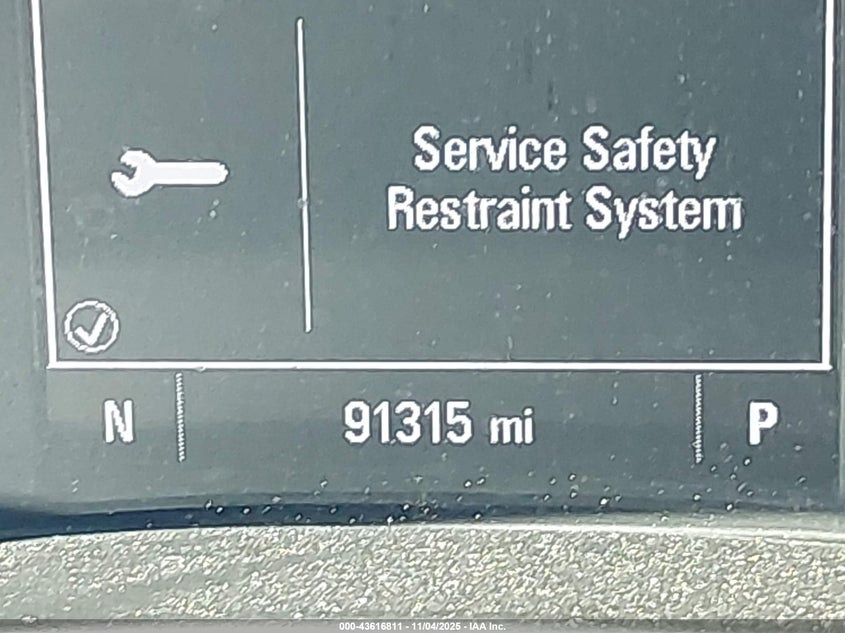 Service Safety
Restraint System
N 91315 mi P
000-43616811 - 11/04/2025 - IAA Inc.